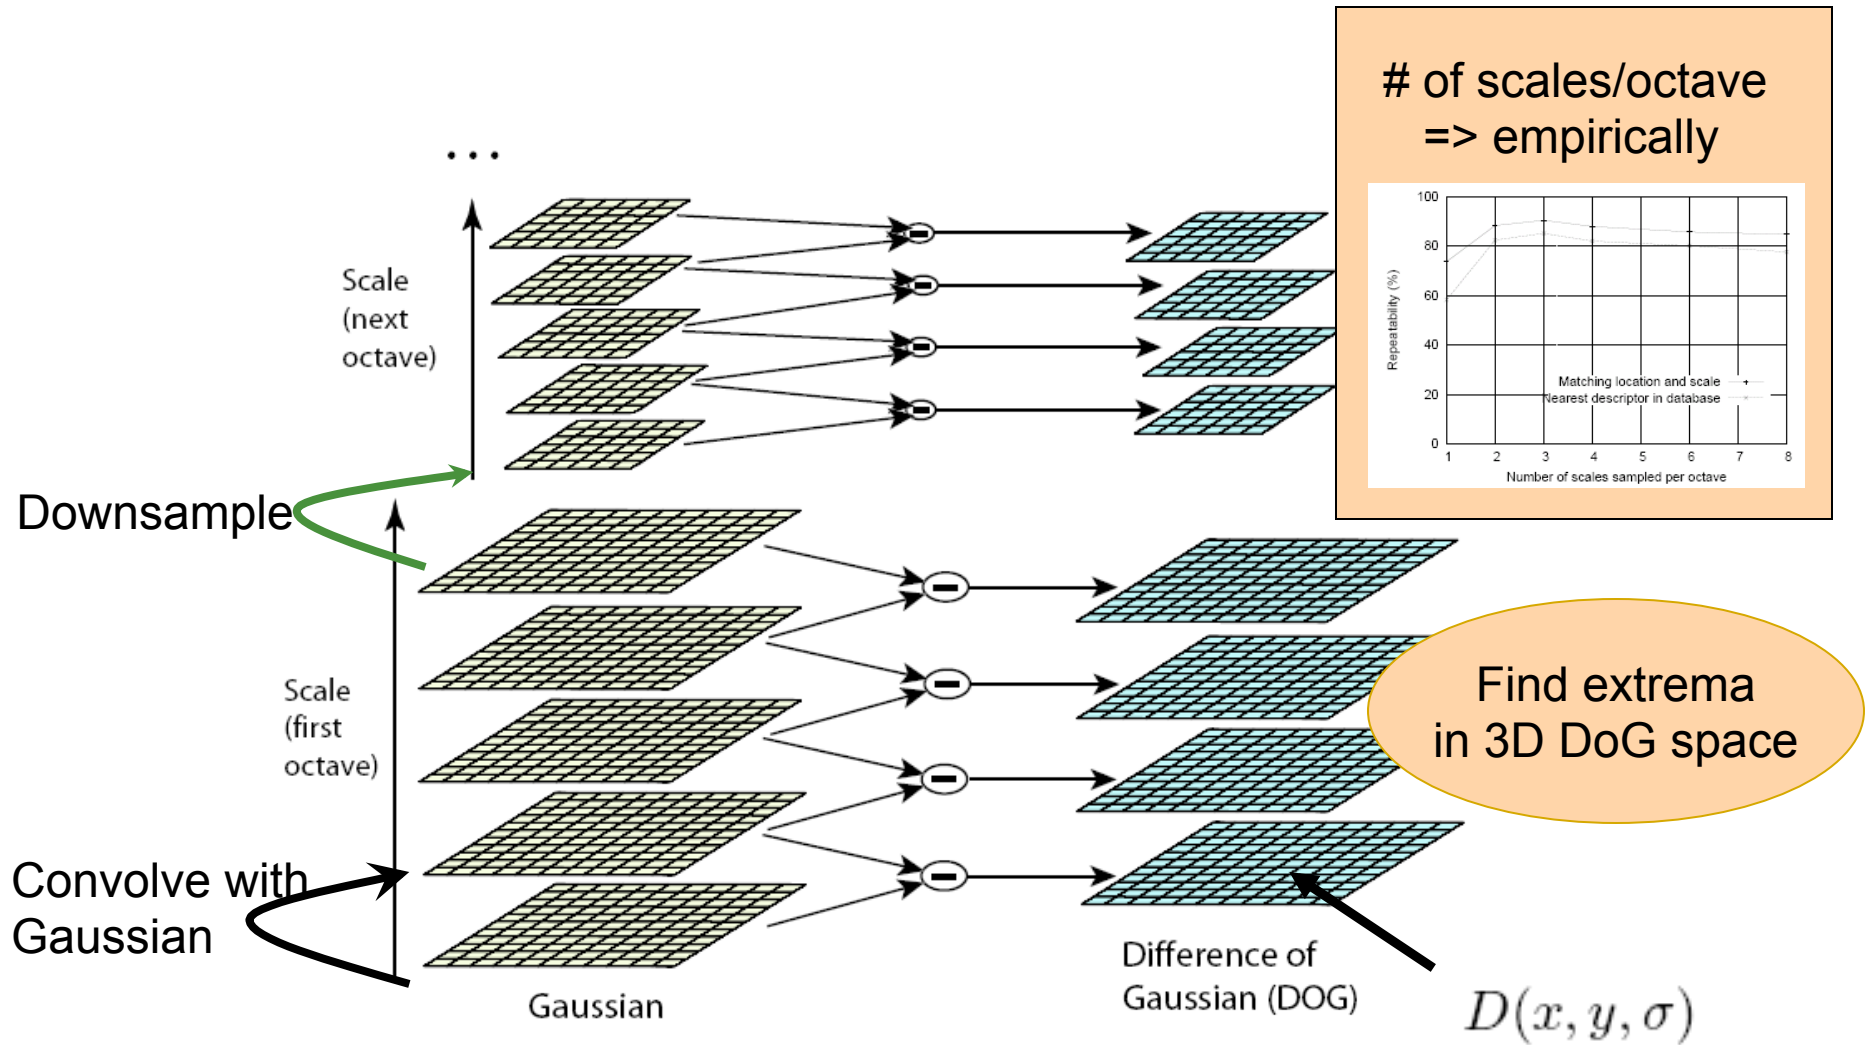 # of scales/octave
=> empirically
100
80
60
40
20
0
Repeatability (%)
Matching location and scale
Nearest descriptor in database
1 2 3 4 5 6 7 8
Number of scales sampled per octave
...
Scale
(next
octave)
Downsample
Scale
(first
octave)
Find extrema
in 3D DoG space
Convolve with
Gaussian
Gaussian
Difference of
Gaussian (DOG)
D(x, y, σ)